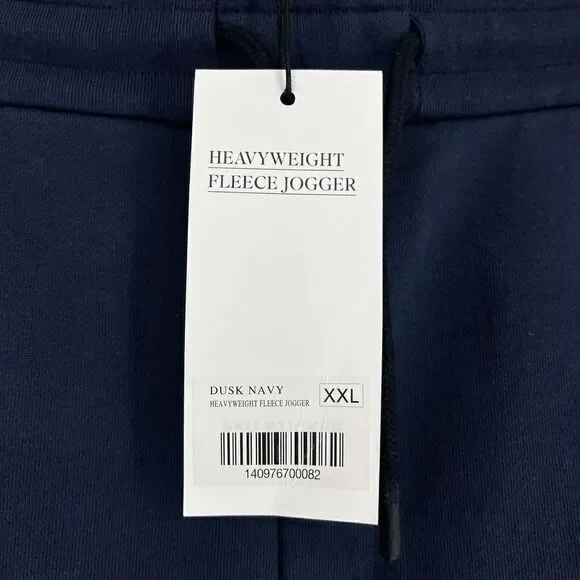 HEAVYWEIGHT
FLEECE JOGGER
DUSK NAVY
HEAVYWEIGHT FLEECE JOGGER
XXL
140976700082